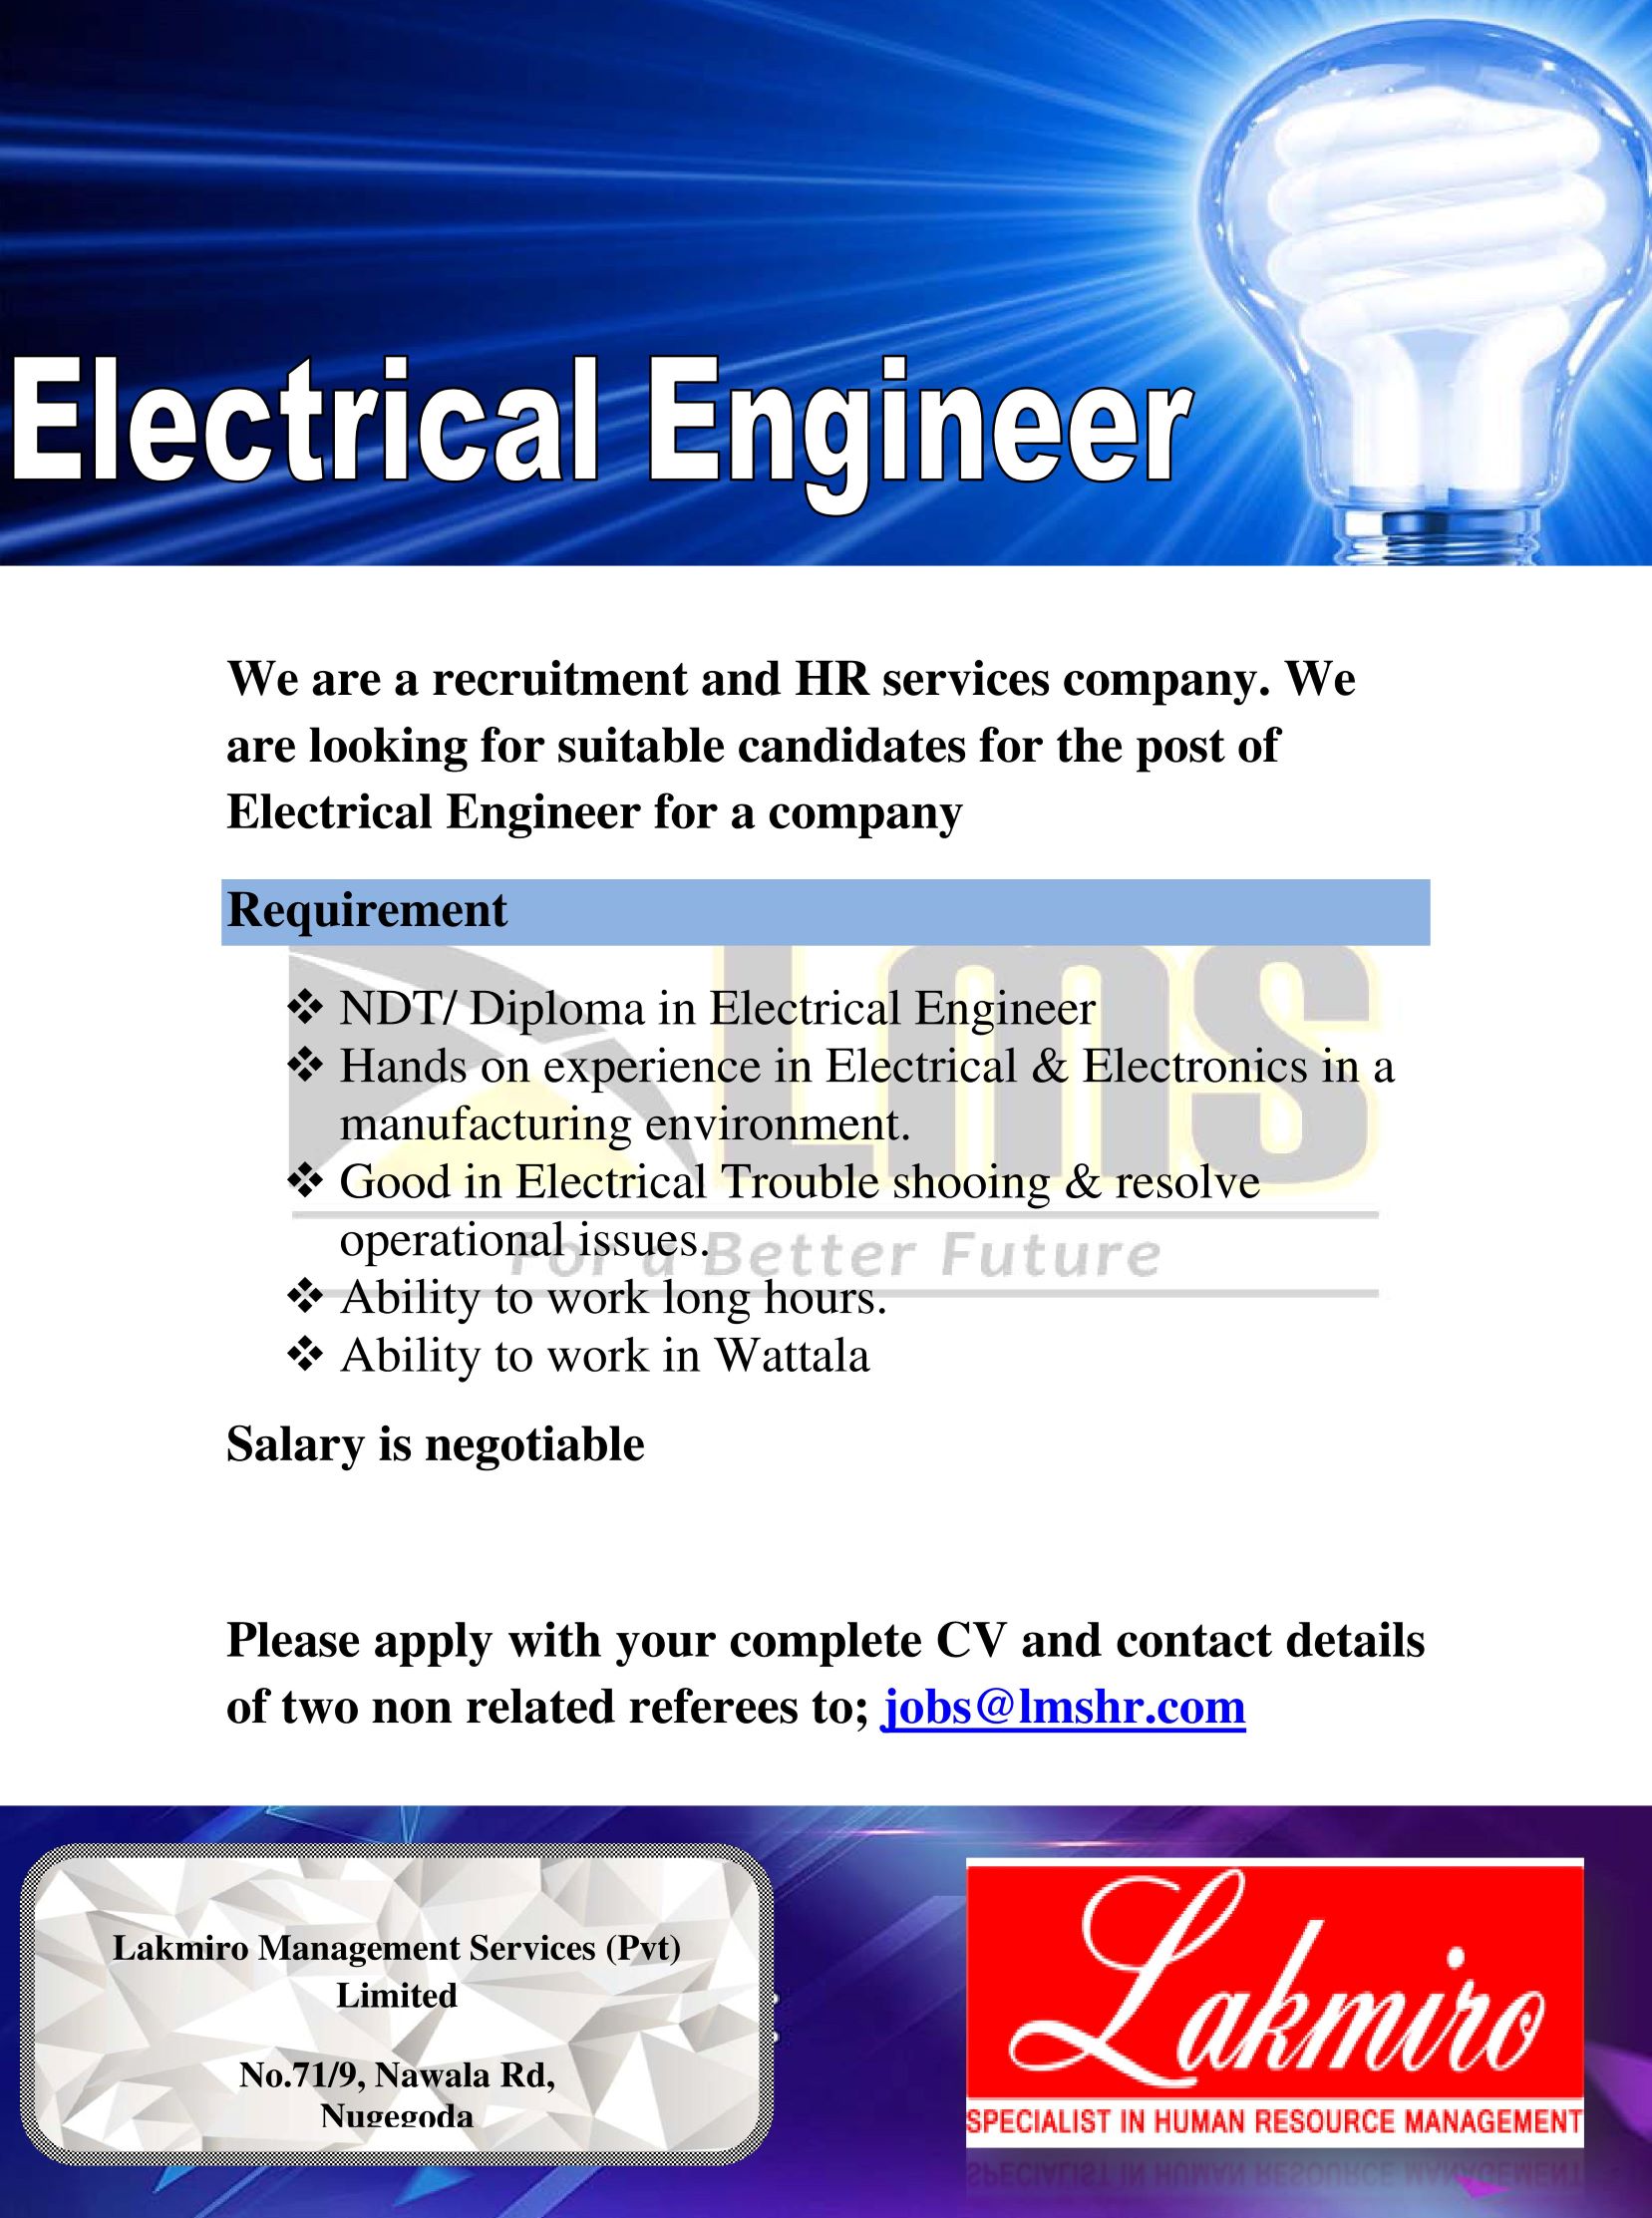 Electrical Engineer
We are a recruitment and HR services company. We
are looking for suitable candidates for the post of
Electrical Engineer for a company
Requirement
LMS
❖ NDT/ Diploma in Electrical Engineer
❖ Hands on experience in Electrical & Electronics in a
manufacturing environment.
❖ Good in Electrical Trouble shooing & resolve
operational issues.
For a Better Future
❖ Ability to work long hours.
❖ Ability to work in Wattala
Salary is negotiable
Please apply with your complete CV and contact details
of two non related referees to; jobs@lmshr.com
Lakmiro Management Services (Pvt)
Limited
No.71/9, Nawala Rd,
Nugegoda
Lakmiro
SPECIALIST IN HUMAN RESOURCE MANAGEMENT